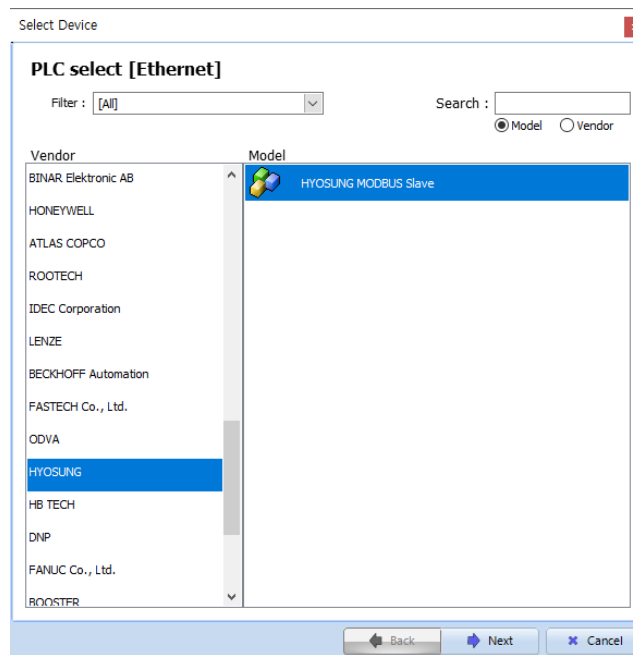 Select Device
PLC select [Ethernet]
Filter : [All]
Search :
Model Vendor
Vendor
Model
BINAR Elektronic AB
HONEYWELL
ATLAS COPCO
ROOTECH
IDEC Corporation
LENZE
BECKHOFF Automation
FASTECH Co., Ltd.
ODVA
HYOSUNG
HB TECH
DNP
FANUC Co., Ltd.
BOOSTER
HYOSUNG MODBUS Slave
Back Next Cancel